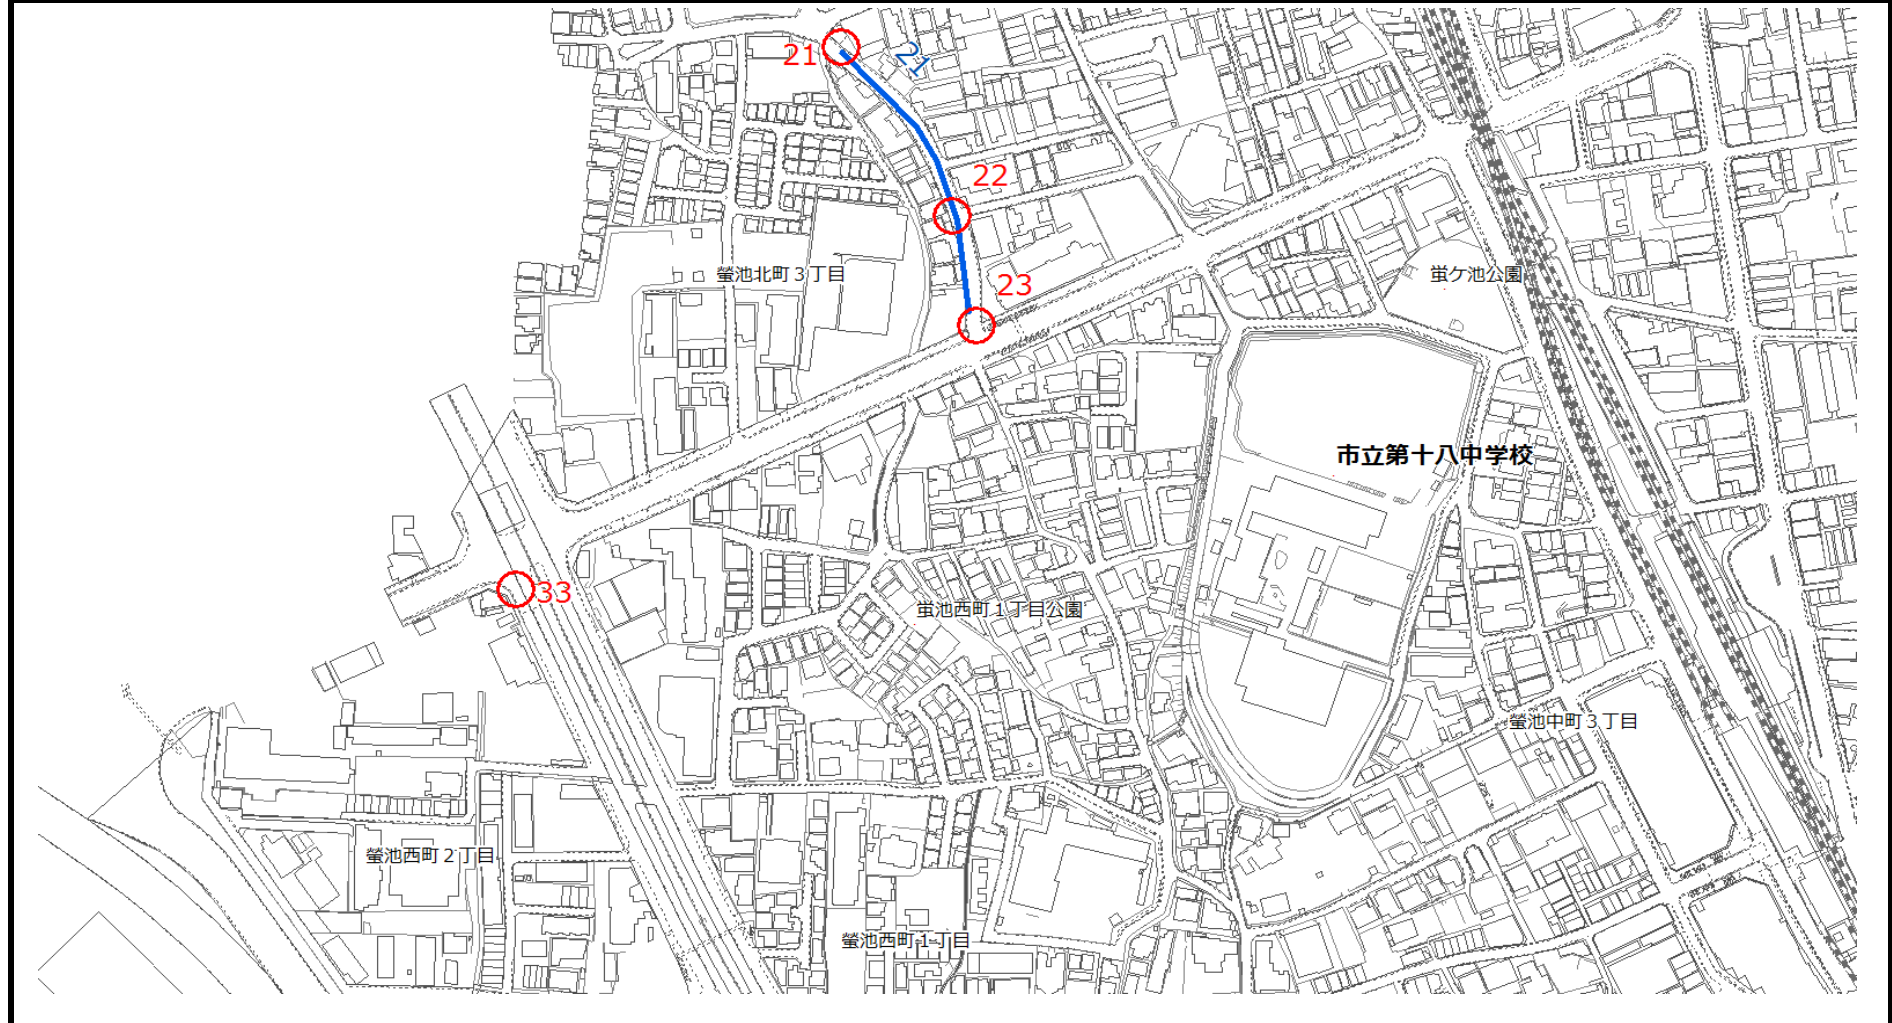 21
21
22
23
螢池北町３丁目
蛍ケ池公園
市立第十八中学校
33
蛍池西町１丁目公園
螢池中町３丁目
螢池西町２丁目
螢池西町１丁目